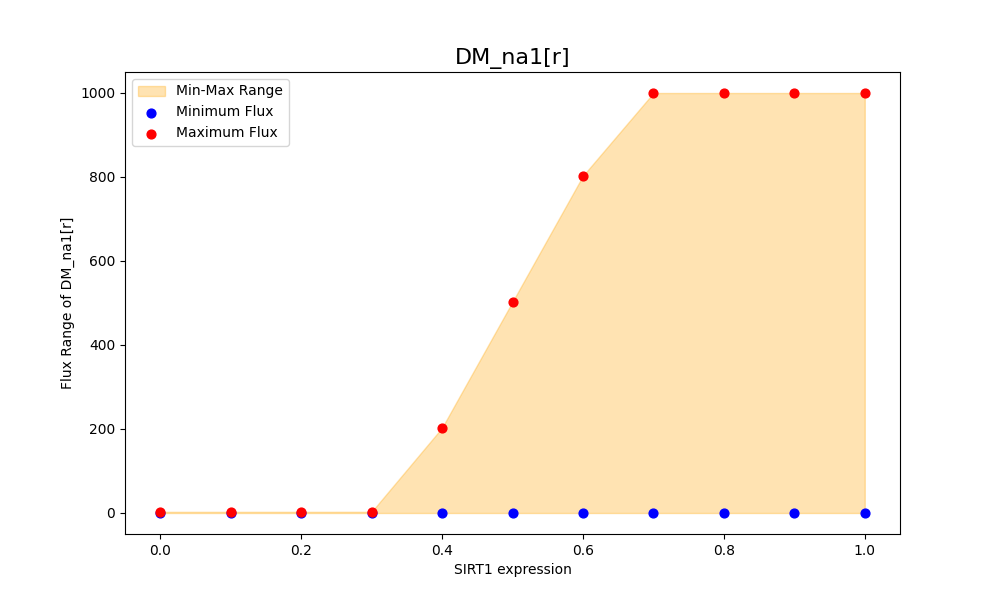 DM_na1[r]
Min-Max Range
Minimum Flux
Maximum Flux
Flux Range of DM_na1[r]
1000
800
600
400
200
0
0.0 0.2 0.4 0.6 0.8 1.0
SIRT1 expression